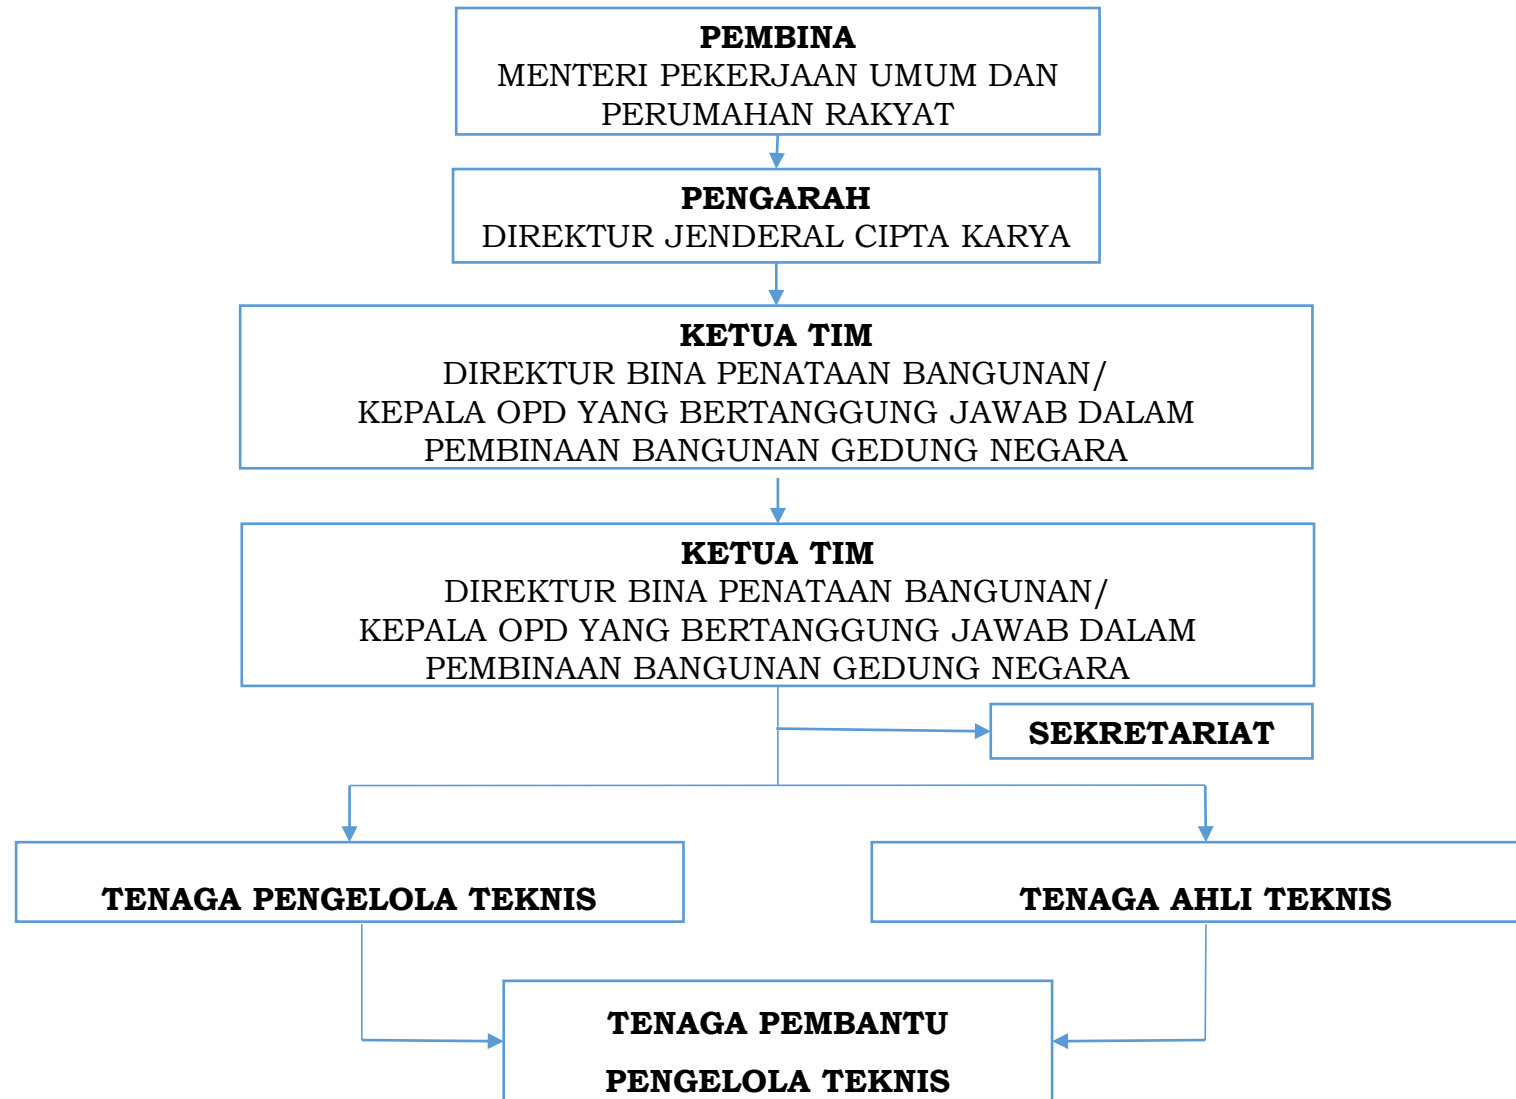 PEMBINA
MENTERI PEKERJAAN UMUM DAN
PERUMAHAN RAKYAT
PENGARAH
DIREKTUR JENDERAL CIPTA KARYA
KETUA TIM
DIREKTUR BINA PENATAAN BANGUNAN/
KEPALA OPD YANG BERTANGGUNG JAWAB DALAM
PEMBINAAN BANGUNAN GEDUNG NEGARA
KETUA TIM
DIREKTUR BINA PENATAAN BANGUNAN/
KEPALA OPD YANG BERTANGGUNG JAWAB DALAM
PEMBINAAN BANGUNAN GEDUNG NEGARA
SEKRETARIAT
TENAGA PENGELOLA TEKNIS
TENAGA AHLI TEKNIS
TENAGA PEMBANTU
PENGELOLA TEKNIS